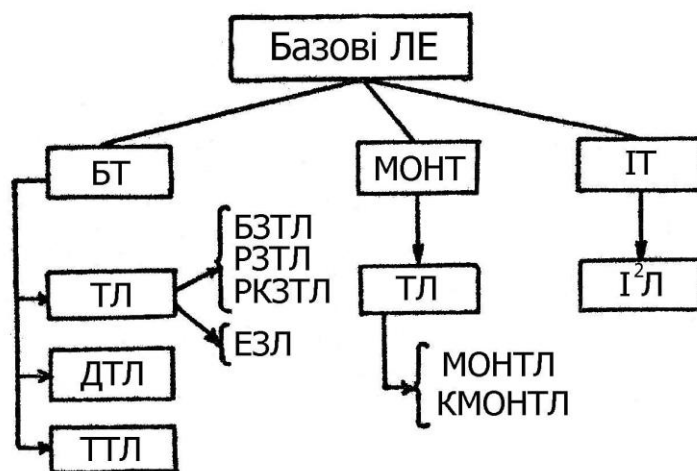 Базові ЛЕ
БТ
МОНТ
ІТ
ТЛ
БЗТЛ
РЗТЛ
РКЗТЛ
ЕЗЛ
ДТЛ
ТТЛ
ТЛ
МОНТЛ
КМОНТЛ
І²Л